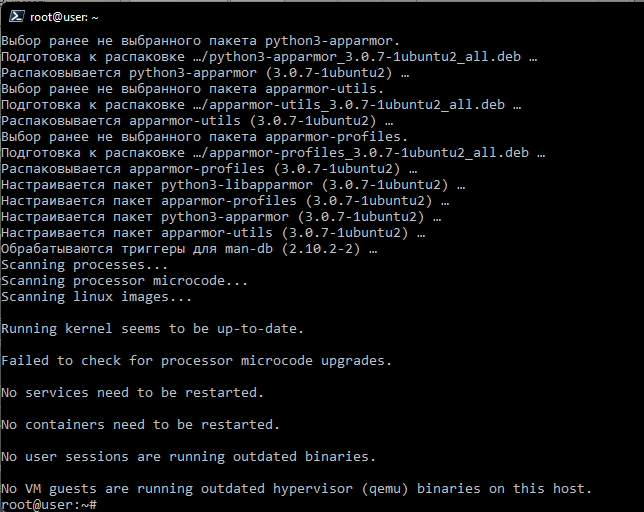 root@user: ~
Выбор ранее не выбранного пакета python3-apparmor.
Подготовка к распаковке …/python3-apparmor_3.0.7-1ubuntu2_all.deb …
Распаковывается python3-apparmor (3.0.7-1ubuntu2) …
Выбор ранее не выбранного пакета apparmor-utils.
Подготовка к распаковке …/apparmor-utils_3.0.7-1ubuntu2_all.deb …
Распаковывается apparmor-utils (3.0.7-1ubuntu2) …
Выбор ранее не выбранного пакета apparmor-profiles.
Подготовка к распаковке …/apparmor-profiles_3.0.7-1ubuntu2_all.deb …
Распаковывается apparmor-profiles (3.0.7-1ubuntu2) …
Настраивается пакет python3-libapparmor (3.0.7-1ubuntu2) …
Настраивается пакет apparmor-profiles (3.0.7-1ubuntu2) …
Настраивается пакет python3-apparmor (3.0.7-1ubuntu2) …
Настраивается пакет apparmor-utils (3.0.7-1ubuntu2) …
Обрабатываются триггеры для man-db (2.10.2-2) …
Scanning processes...
Scanning processor microcode...
Scanning linux images...
Running kernel seems to be up-to-date.
Failed to check for processor microcode upgrades.
No services need to be restarted.
No containers need to be restarted.
No user sessions are running outdated binaries.
No VM guests are running outdated hypervisor (qemu) binaries on this host.
root@user:~#